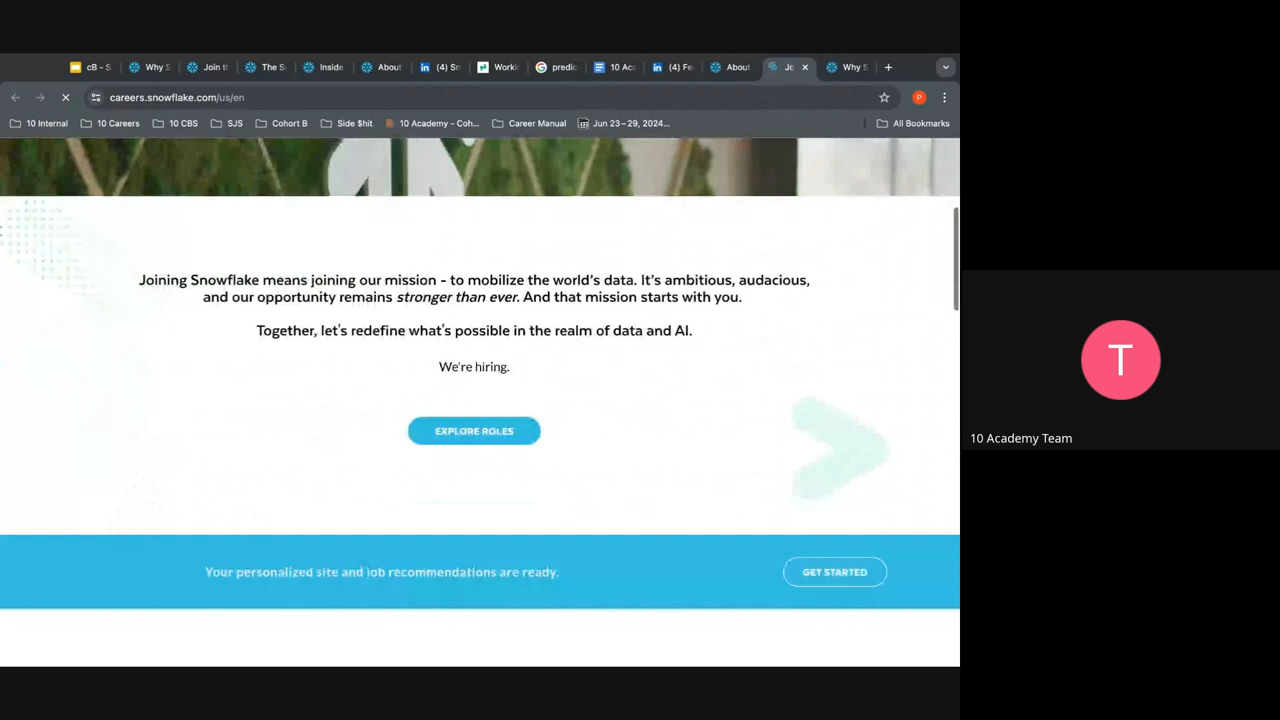 cB - S
Why S
Join tl
The S
Inside
About
(4) Sn
Worki
predic
10 Aca
(4) Fe
About
Jo
Why S
careers.snowflake.com/us/en
P
10 Internal
10 Careers
10 CBS
SJS
Cohort B
Side $hit
10 Academy - Coh...
Career Manual
Jun 23 – 29, 2024...
All Bookmarks
Joining Snowflake means joining our mission - to mobilize the world's data. It's ambitious, audacious,
and our opportunity remains stronger than ever. And that mission starts with you.
Together, let's redefine what's possible in the realm of data and AI.
We're hiring.
EXPLORE ROLES
Your personalized site and job recommendations are ready.
GET STARTED
T
10 Academy Team